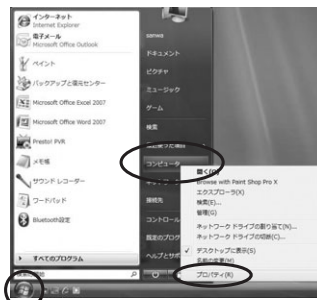 インターネット
Internet Explorer
電子メール
Microsoft Office Outlook
ペイント
バックアップと復元センター
Microsoft Office Excel 2007
Microsoft Office Word 2007
Presto! PVR
メモ帳
サウンド レコーダー
ワードパッド
Bluetooth設定
すべてのプログラム
sanwa
ドキュメント
ピクチャ
ミュージック
ゲーム
検索
コンピュータ
ネットワーク
接続先
コントロール
既定のプログ
ヘルプとサポ
開く(O)
Browse with Paint Shop Pro X
エクスプローラ(X)
検索(E)...
管理(G)
ネットワーク ドライブの割り当て(N)...
ネットワーク ドライブの切断(C)...
デスクトップに表示(S)
名前の変更(M)
プロパティ(R)